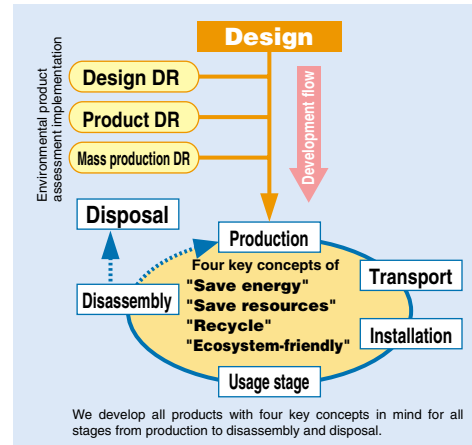 Design
Design DR
Product DR
Mass production DR
Environmental product
assessment implementation
Development flow
Disposal
Production
Four key concepts of
"Save energy"
"Save resources"
"Recycle"
"Ecosystem-friendly"
Transport
Disassembly
Installation
Usage stage
We develop all products with four key concepts in mind for all
stages from production to disassembly and disposal.